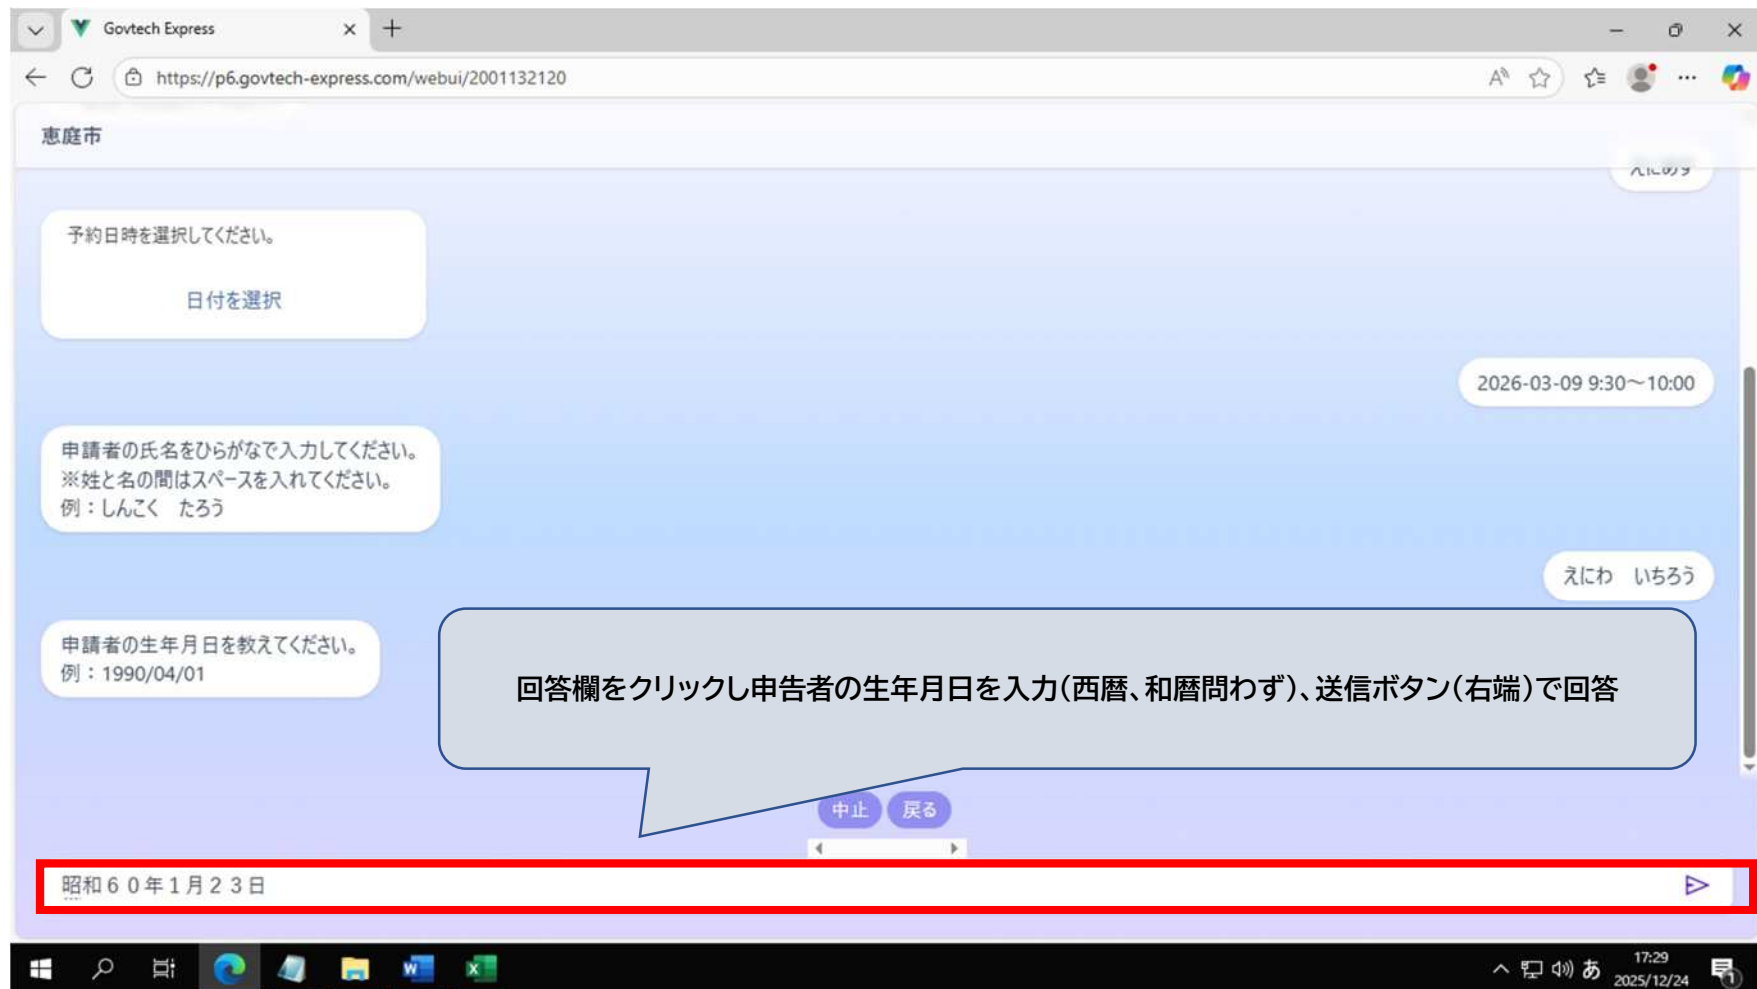 Govtech Express
https://p6.govtech-express.com/webui/2001132120
恵庭市
えにあす
予約日時を選択してください。
日付を選択
2026-03-09 9:30～10:00
申請者の氏名をひらがなで入力してください。
※姓と名の間はスペースを入れてください。
例：しんこく　たろう
えにわ　いちろう
申請者の生年月日を教えてください。
例：1990/04/01
回答欄をクリックし申告者の生年月日を入力(西暦、和暦問わず)、送信ボタン(右端)で回答
中止 戻る
昭和６０年１月２３日
あ 17:29
2025/12/24